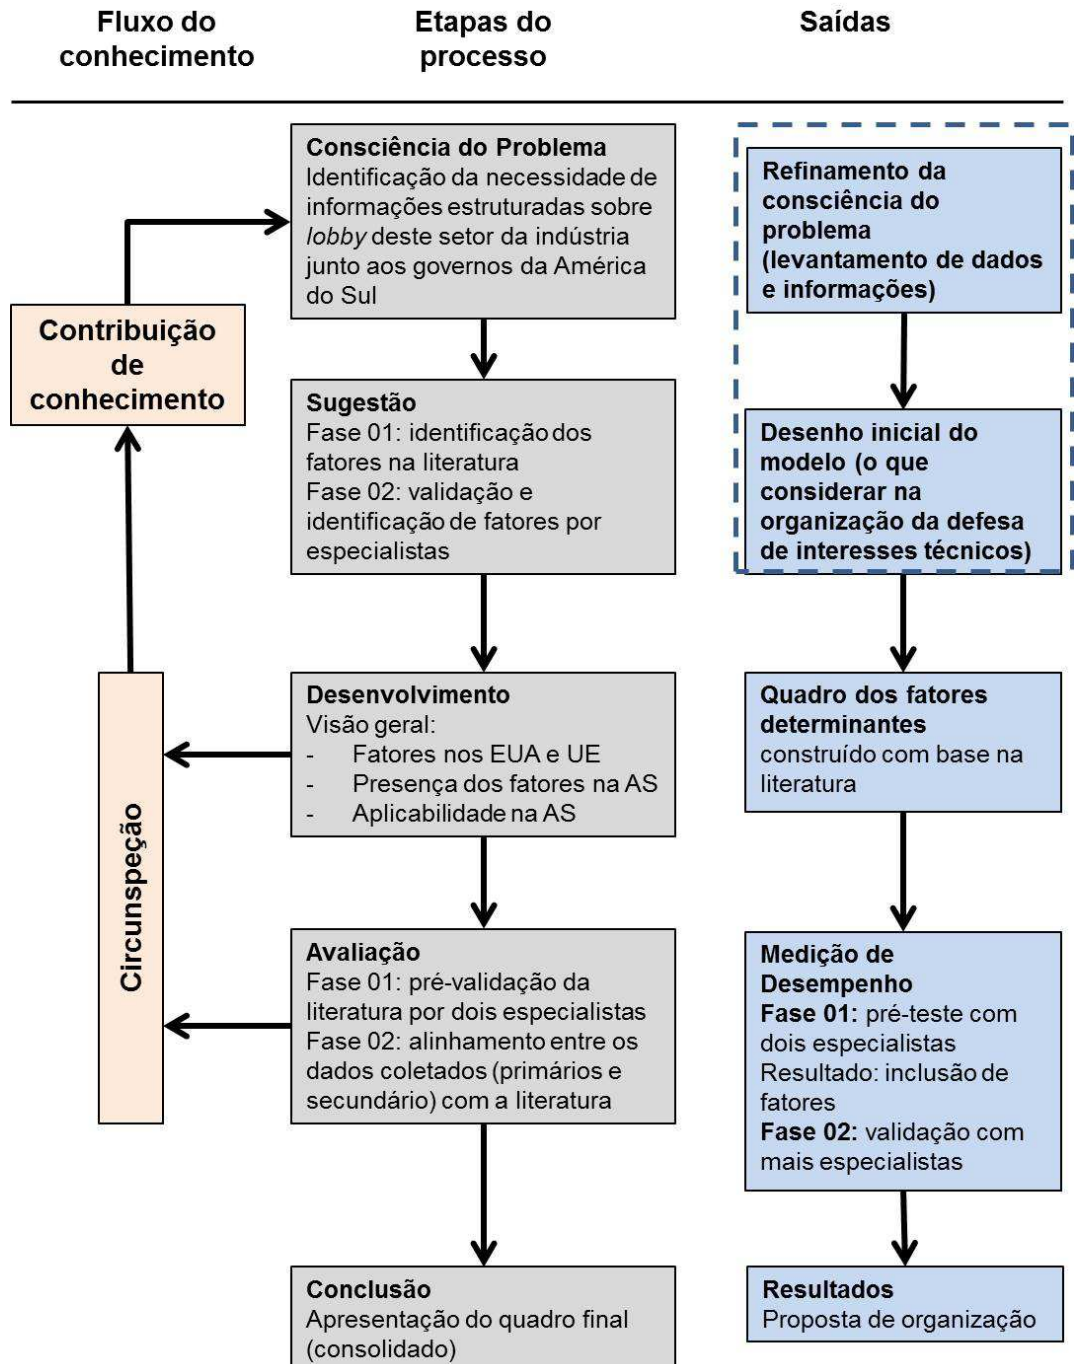 Fluxo do
conhecimento
Etapas do
processo
Saídas
Consciência do Problema
Identificação da necessidade de
informações estruturadas sobre
lobby deste setor da indústria
junto aos governos da América
do Sul
Refinamento da
consciência do
problema
(levantamento de dados
e informações)
Contribuição
de
conhecimento
Sugestão
Fase 01: identificação dos
fatores na literatura
Fase 02: validação e
identificação de fatores por
especialistas
Desenho inicial do
modelo (o que
considerar na
organização da defesa
de interesses técnicos)
Circunspeção
Desenvolvimento
Visão geral:
- Fatores nos EUA e UE
- Presença dos fatores na AS
- Aplicabilidade na AS
Quadro dos fatores
determinantes
construído com base na
literatura
Avaliação
Fase 01: pré-validação da
literatura por dois especialistas
Fase 02: alinhamento entre os
dados coletados (primários e
secundário) com a literatura
Medição de
Desempenho
Fase 01: pré-teste com
dois especialistas
Resultado: inclusão de
fatores
Fase 02: validação com
mais especialistas
Conclusão
Apresentação do quadro final
(consolidado)
Resultados
Proposta de organização